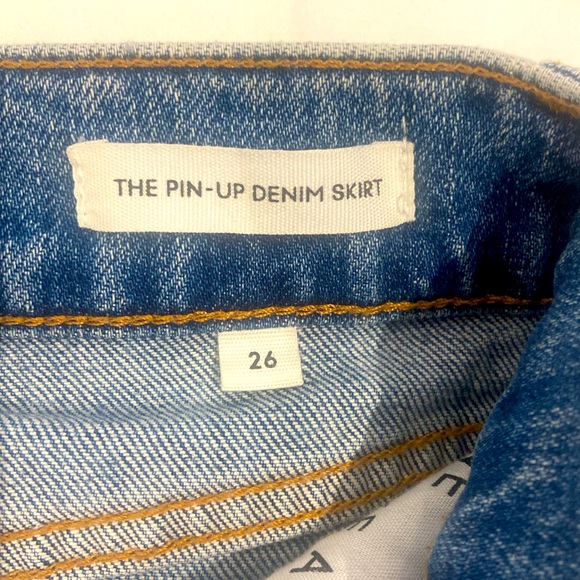 THE PIN-UP DENIM SKIRT
26